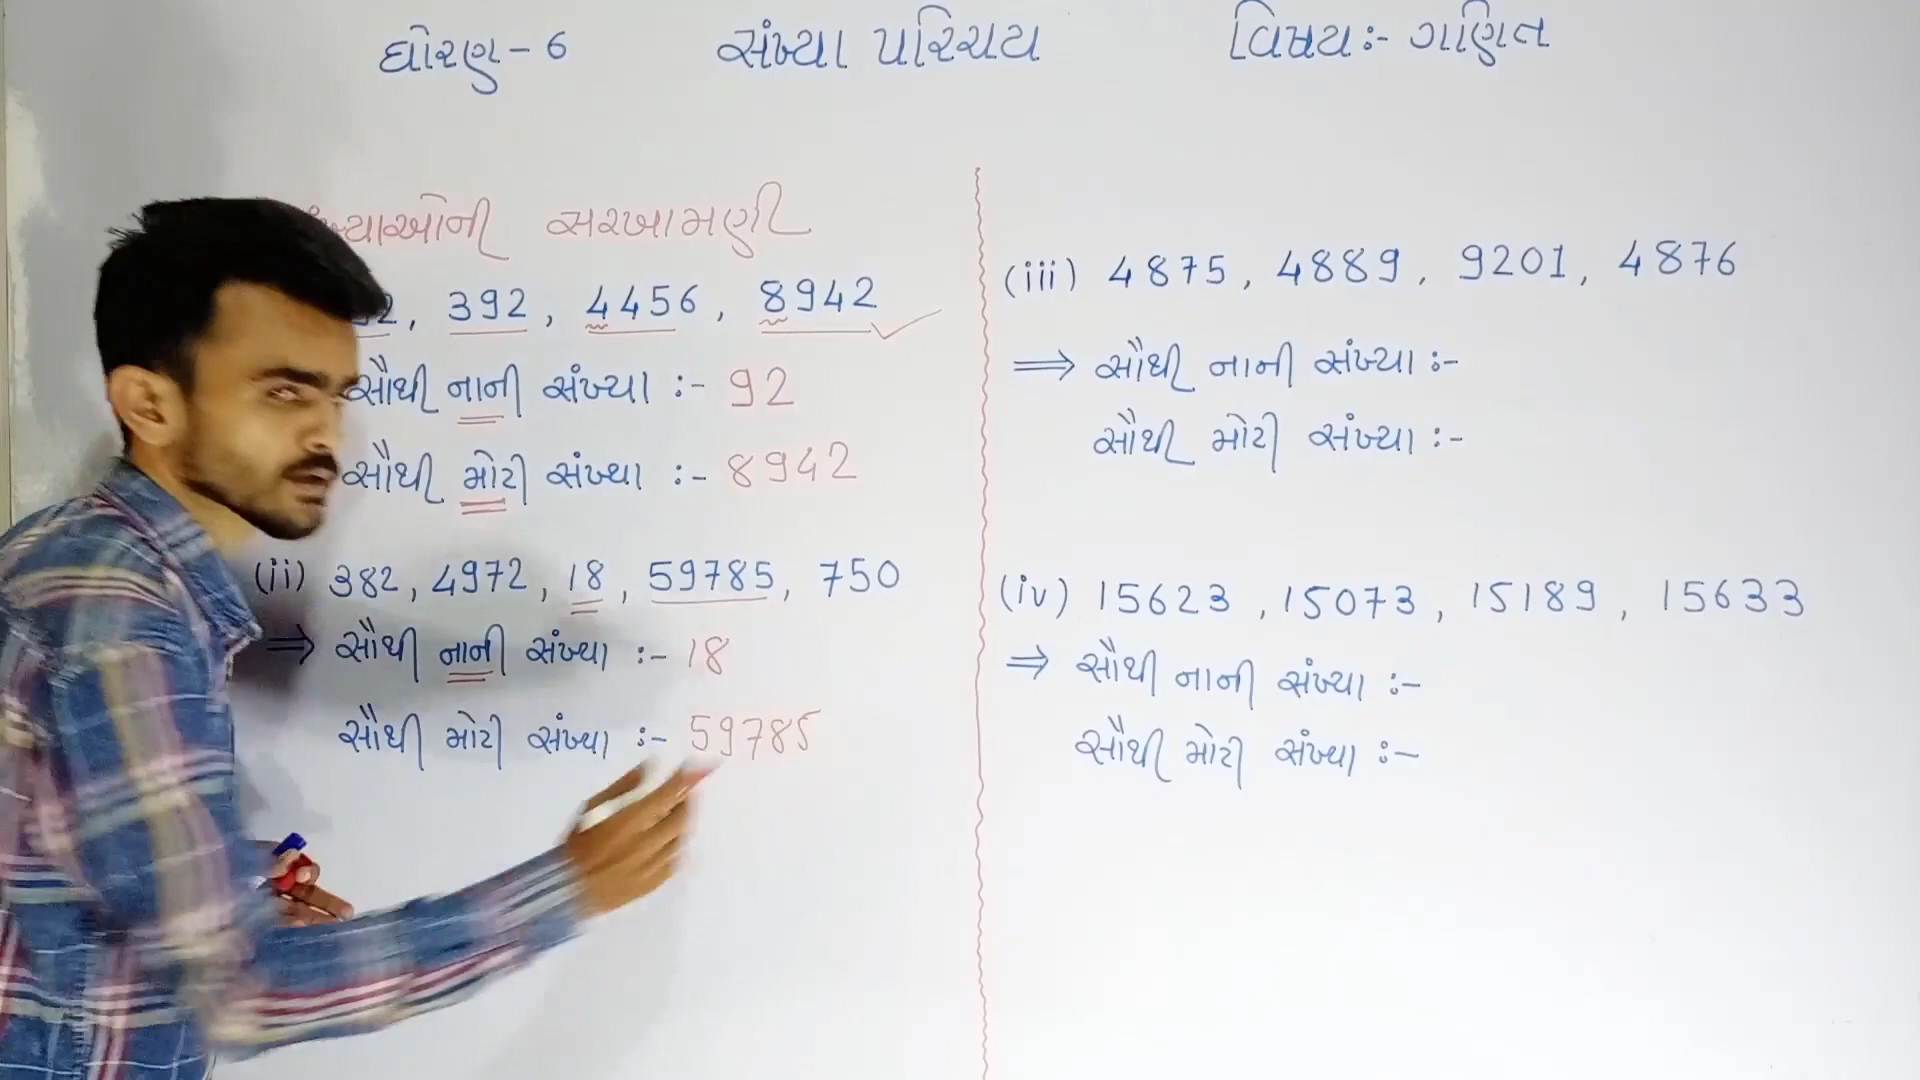 ધોરણ - 6 સંખ્યા પરિચય વિષય :- ગણિત
સરખામણી
392, 4456, 8942
સૌથી નાની સંખ્યા :- 92
સૌથી મોટી સંખ્યા :- 8942
(ii) 382, 4972, 18, 59785, 750
⇒ સૌથી નાની સંખ્યા :- 18
સૌથી મોટી સંખ્યા :- 59785
(iii) 4875, 4889, 9201, 4876
⇒ સૌથી નાની સંખ્યા :-
સૌથી મોટી સંખ્યા :-
(iv) 15623, 15073, 15189, 15633
⇒ સૌથી નાની સંખ્યા :-
સૌથી મોટી સંખ્યા :-